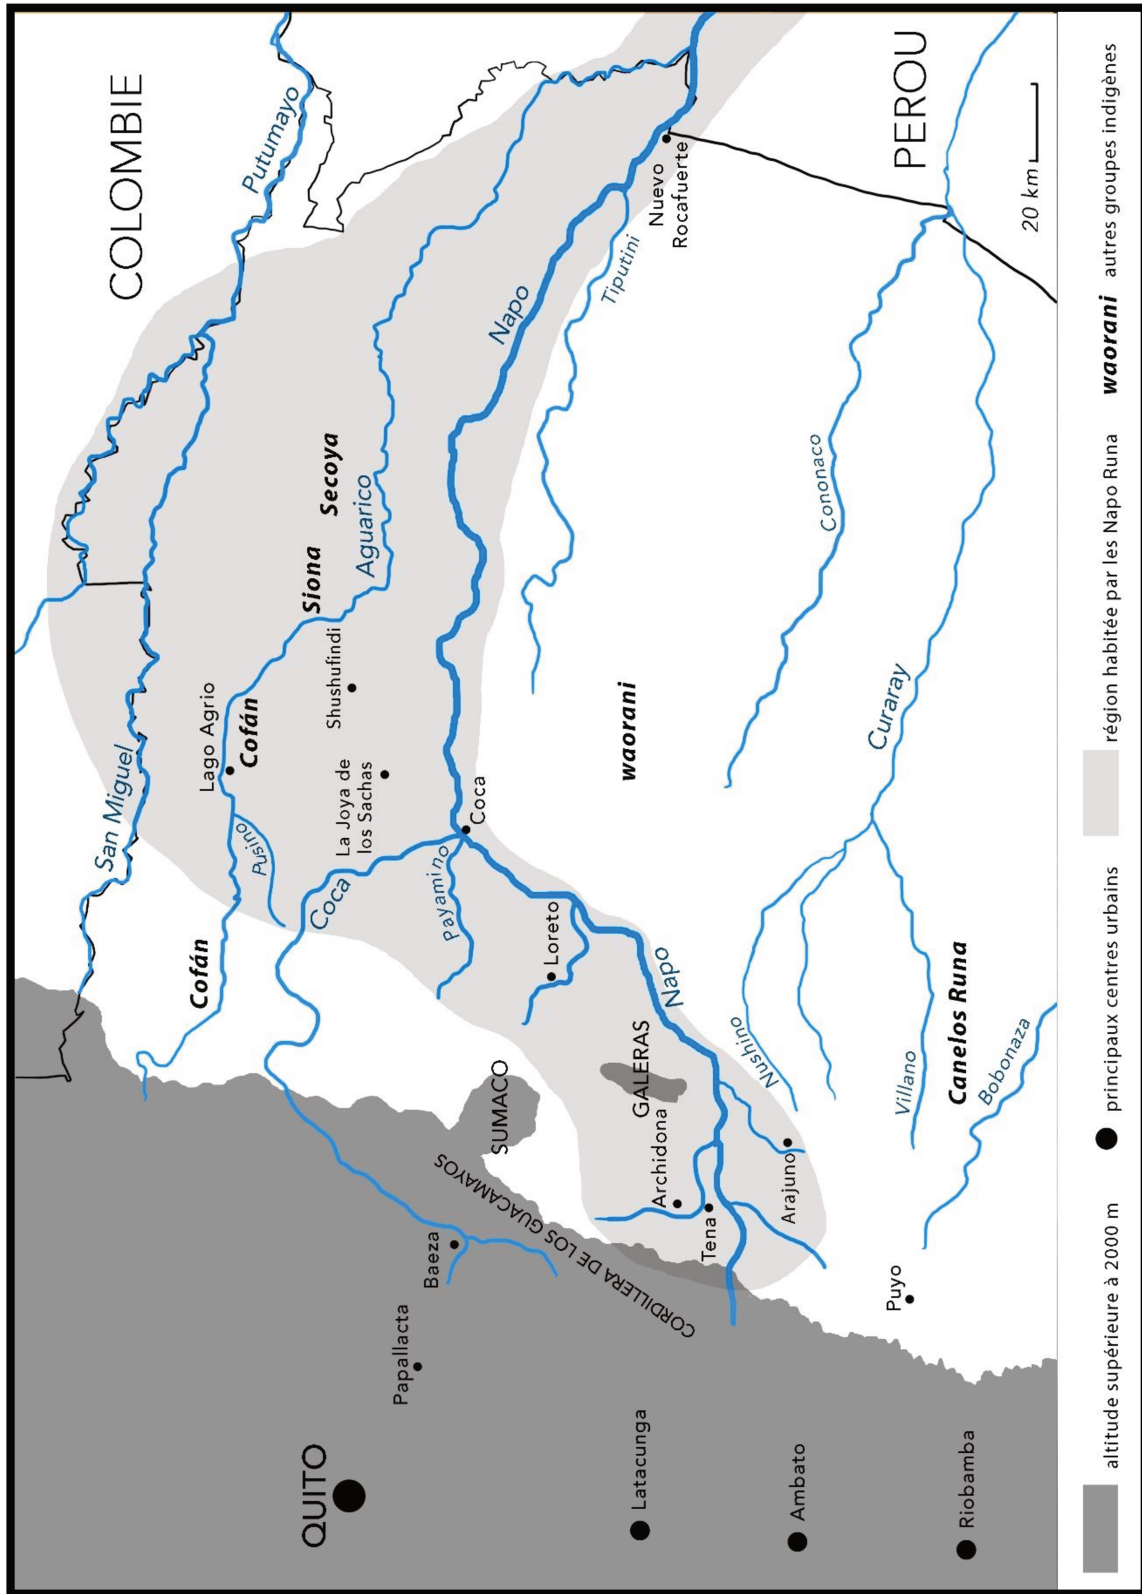 COLOMBIE
Putumayo
San Miguel
Lago Agrio
Cofán
Cofán
Pusino
Siona
Secoya
Shushufindi
Aguarico
La Joya de
los Sachas
Coca
Payamino
Coca
QUITO
Papallacta
Baeza
SUMACO
CORDILLERA DE LOS GUACAMAYOS
Loreto
Napo
Napo
Tiputini
Nuevo
Rocafuerte
GALERAS
Archidona
Tena
Arajuno
Latacunga
waorani
Nushino
Cononaco
Curaray
PEROU
Ambato
Puyo
Villano
Canelos Runa
Bobonaza
Riobamba
20 km
altitude supérieure à 2000 m
principaux centres urbains
région habitée par les Napo Runa
waorani autres groupes indigènes